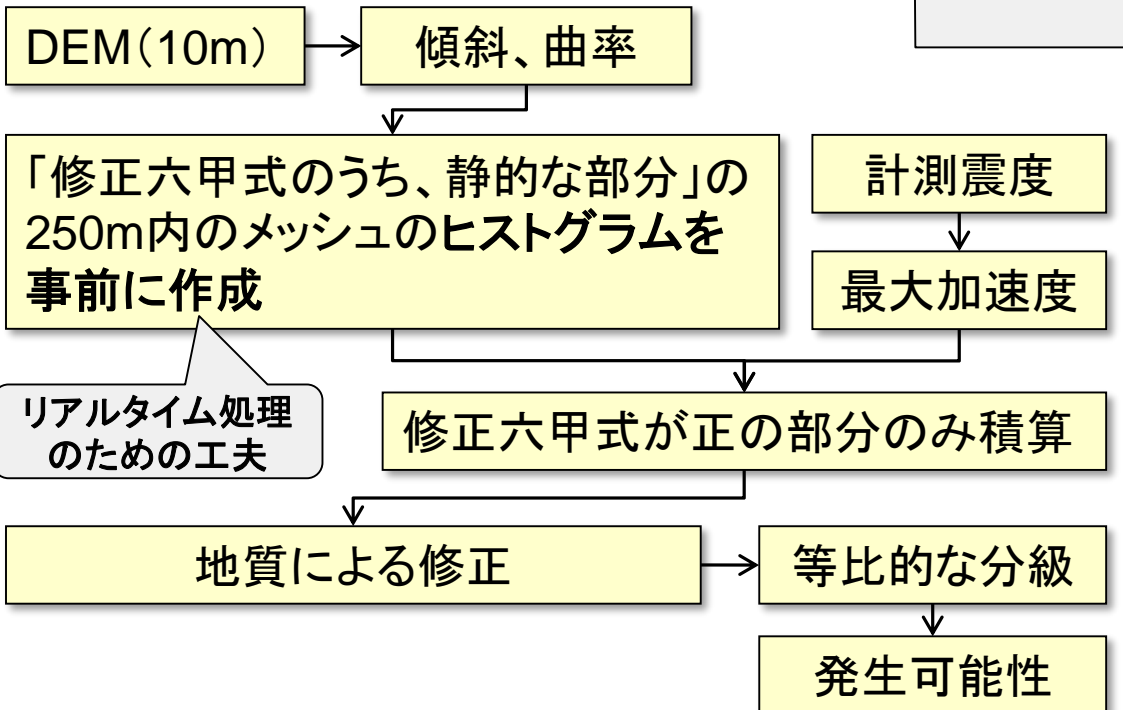 DEM（10m）
傾斜、曲率
「修正六甲式のうち、静的な部分」の
250m内のメッシュのヒストグラムを
事前に作成
計測震度
最大加速度
リアルタイム処理
のための工夫
修正六甲式が正の部分のみ積算
地質による修正
等比的な分級
発生可能性